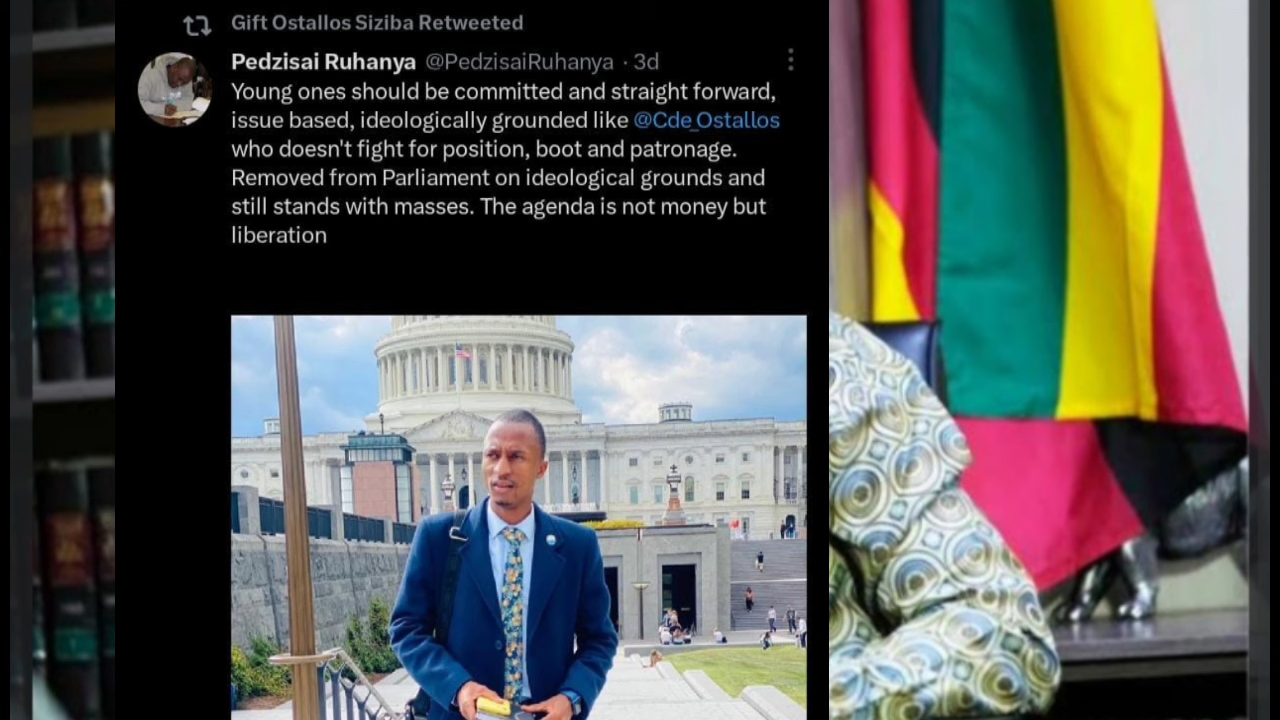 Gift Ostallos Siziba Retweeted
Pedzisai Ruhanya @PedzisaiRuhanya · 3d
Young ones should be committed and straight forward,
issue based, ideologically grounded like @Cde_Ostallos
who doesn't fight for position, boot and patronage.
Removed from Parliament on ideological grounds and
still stands with masses. The agenda is not money but
liberation